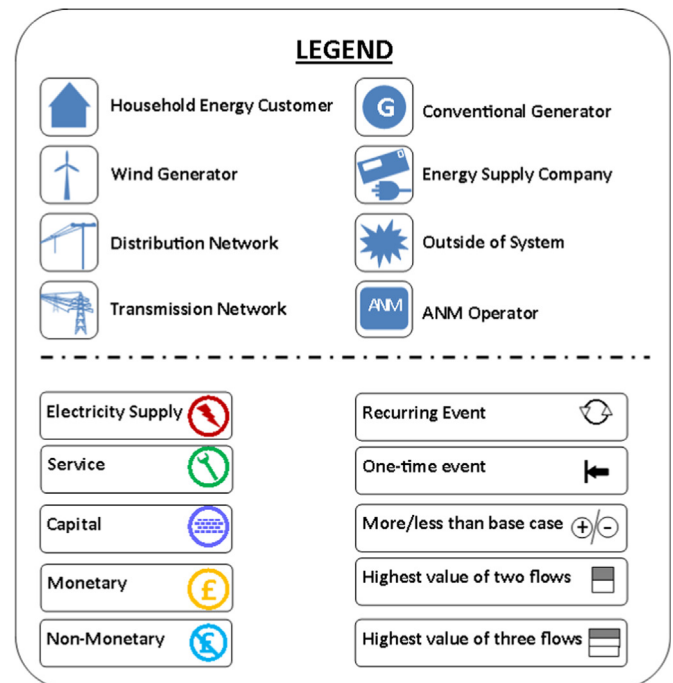 LEGEND
Household Energy Customer
G
Conventional Generator
Wind Generator
Energy Supply Company
Distribution Network
Outside of System
Transmission Network
ANM
ANM Operator
Electricity Supply
Recurring Event
Service
One-time event
Capital
More/less than base case +/-
Monetary £
Highest value of two flows
Non-Monetary £
Highest value of three flows